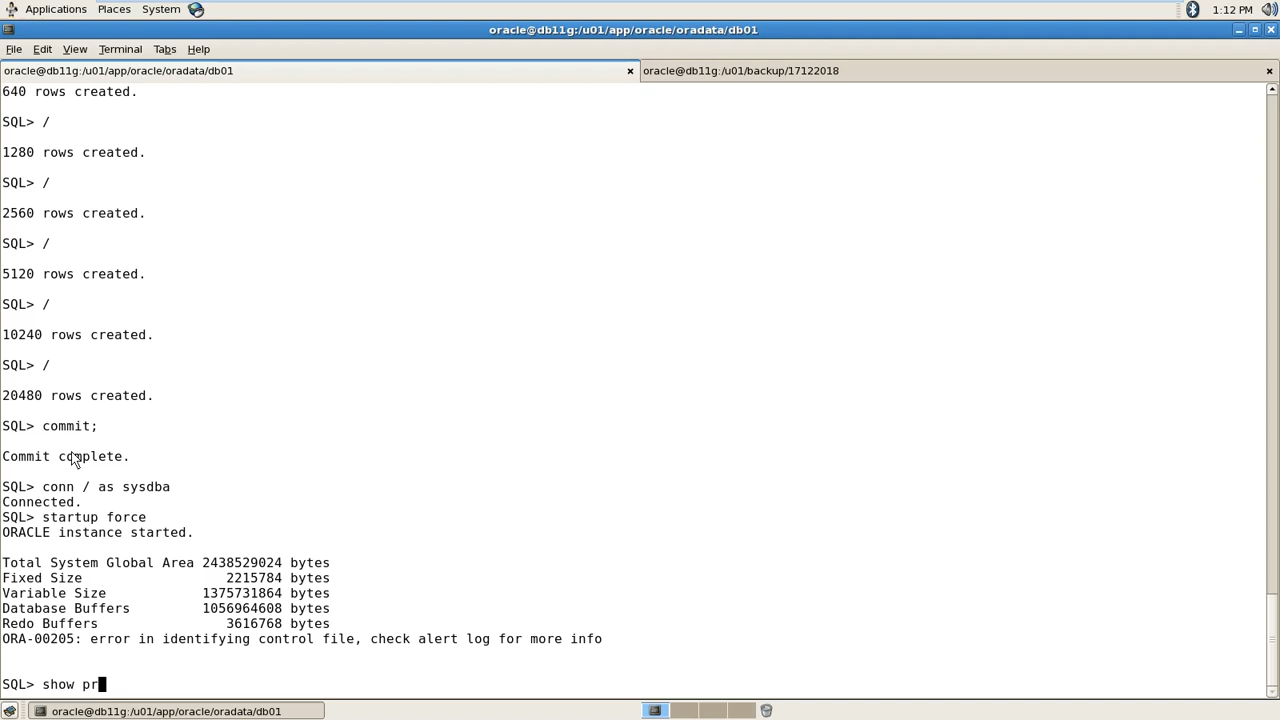 Applications Places System
1:12 PM
oracle@db11g:/u01/app/oracle/oradata/db01
File Edit View Terminal Tabs Help
oracle@db11g:/u01/app/oracle/oradata/db01
oracle@db11g:/u01/backup/17122018
640 rows created.
SQL> /
1280 rows created.
SQL> /
2560 rows created.
SQL> /
5120 rows created.
SQL> /
10240 rows created.
SQL> /
20480 rows created.
SQL> commit;
Commit complete.
SQL> conn / as sysdba
Connected.
SQL> startup force
ORACLE instance started.
Total System Global Area 2438529024 bytes
Fixed Size 2215784 bytes
Variable Size 1375731864 bytes
Database Buffers 1056964608 bytes
Redo Buffers 3616768 bytes
ORA-00205: error in identifying control file, check alert log for more info
SQL> show pr
oracle@db11g:/u01/app/oracle/oradata/db01